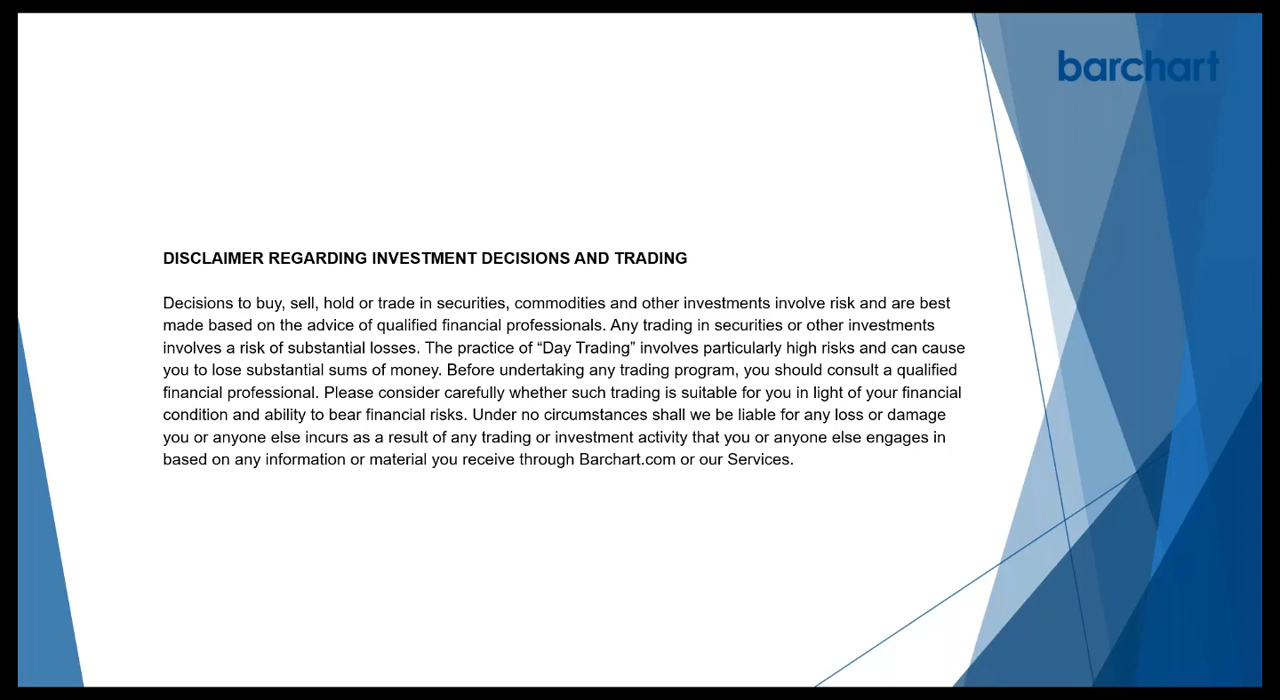 barchart
DISCLAIMER REGARDING INVESTMENT DECISIONS AND TRADING
Decisions to buy, sell, hold or trade in securities, commodities and other investments involve risk and are best
made based on the advice of qualified financial professionals. Any trading in securities or other investments
involves a risk of substantial losses. The practice of “Day Trading” involves particularly high risks and can cause
you to lose substantial sums of money. Before undertaking any trading program, you should consult a qualified
financial professional. Please consider carefully whether such trading is suitable for you in light of your financial
condition and ability to bear financial risks. Under no circumstances shall we be liable for any loss or damage
you or anyone else incurs as a result of any trading or investment activity that you or anyone else engages in
based on any information or material you receive through Barchart.com or our Services.